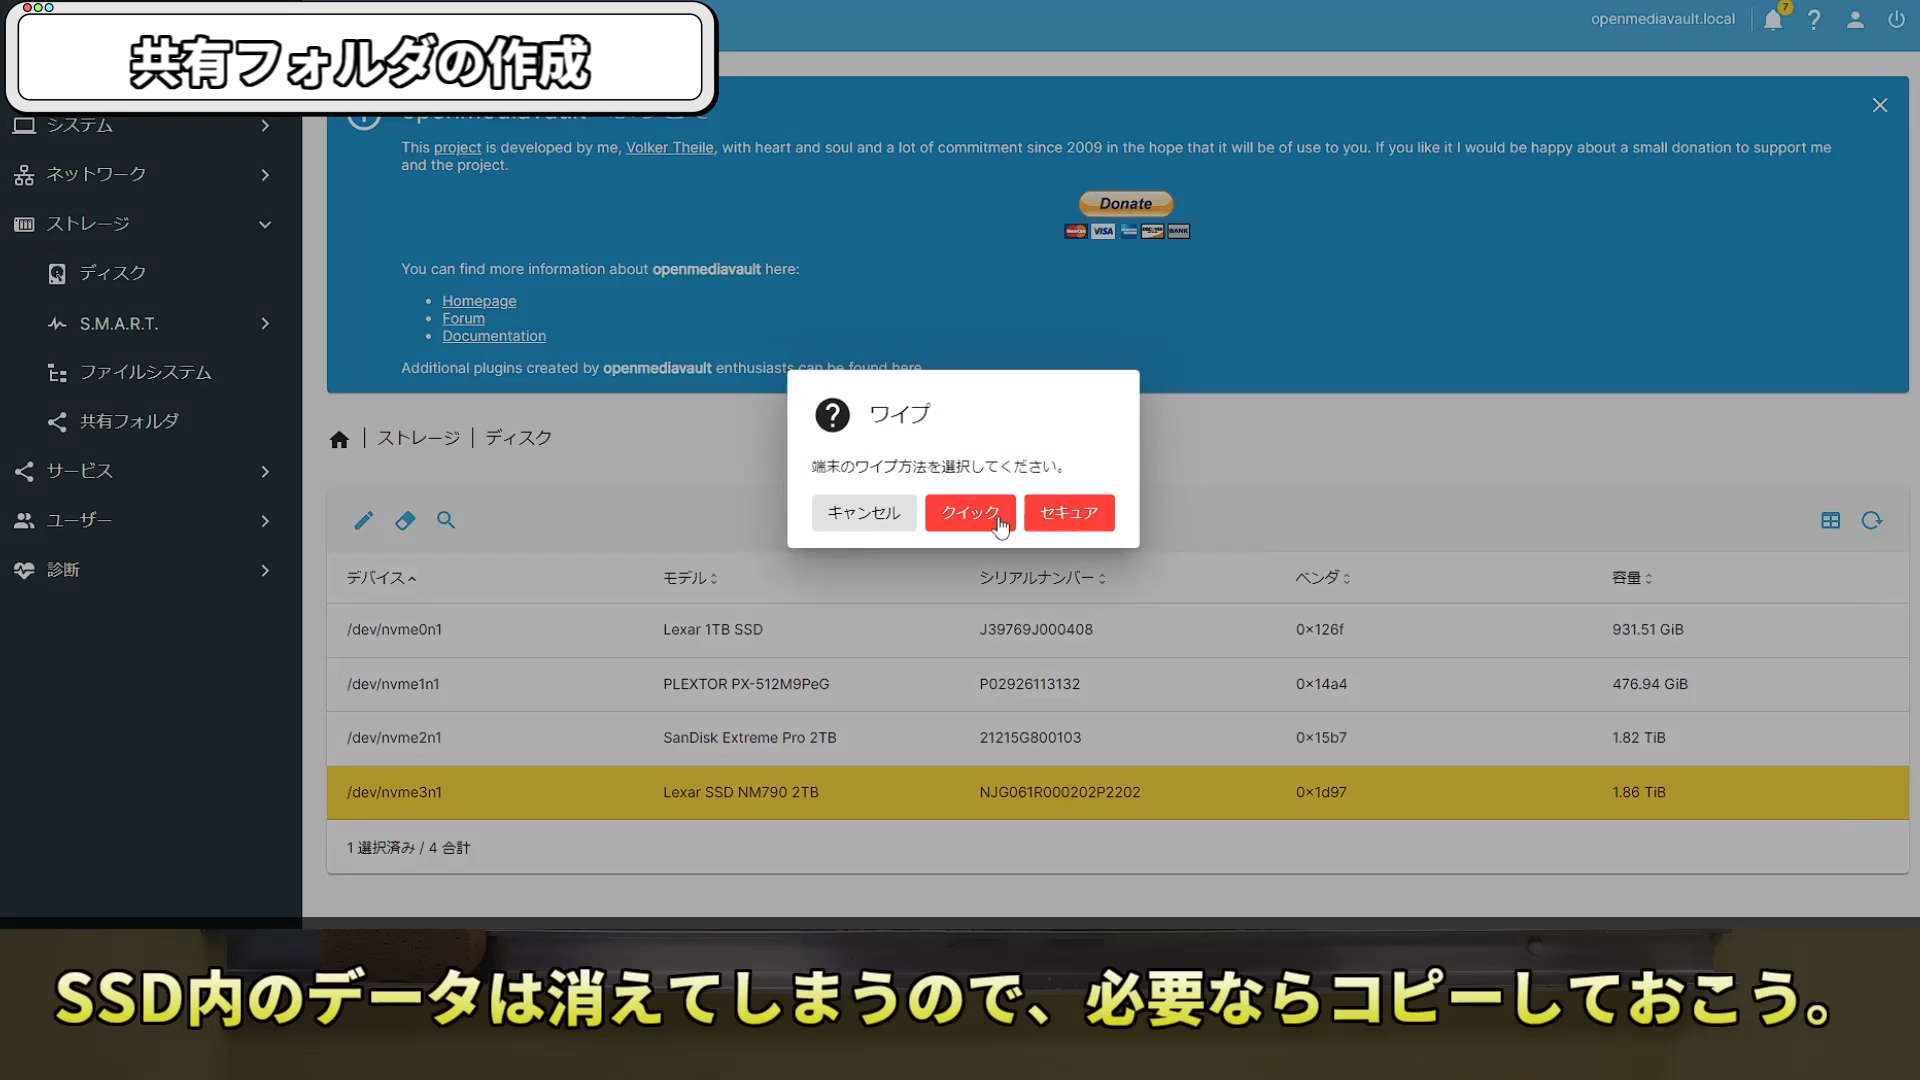 共有フォルダの作成
openmediavault.local
7
システム
ネットワーク
ストレージ
ディスク
S.M.A.R.T.
ファイルシステム
共有フォルダ
サービス
ユーザー
診断
This project is developed by me, Volker Theile, with heart and soul and a lot of commitment since 2009 in the hope that it will be of use to you. If you like it I would be happy about a small donation to support me
and the project.
Donate
VISA
BANK
You can find more information about openmediavault here:
Homepage
Forum
Documentation
Additional plugins created by openmediavault enthusiasts can be found here
ワイプ
端末のワイプ方法を選択してください。
キャンセル クイック セキュア
ストレージ | ディスク
デバイス モデル シリアルナンバー ベンダ 容量
/dev/nvme0n1 Lexar 1TB SSD J39769J000408 0x126f 931.51 GiB
/dev/nvme1n1 PLEXTOR PX-512M9PeG P02926113132 0x14a4 476.94 GiB
/dev/nvme2n1 SanDisk Extreme Pro 2TB 21215G800103 0x15b7 1.82 TiB
/dev/nvme3n1 Lexar SSD NM790 2TB NJG061R000202P2202 0x1d97 1.86 TiB
1 選択済み / 4 合計
SSD内のデータは消えてしまうので、必要ならコピーしておこう。